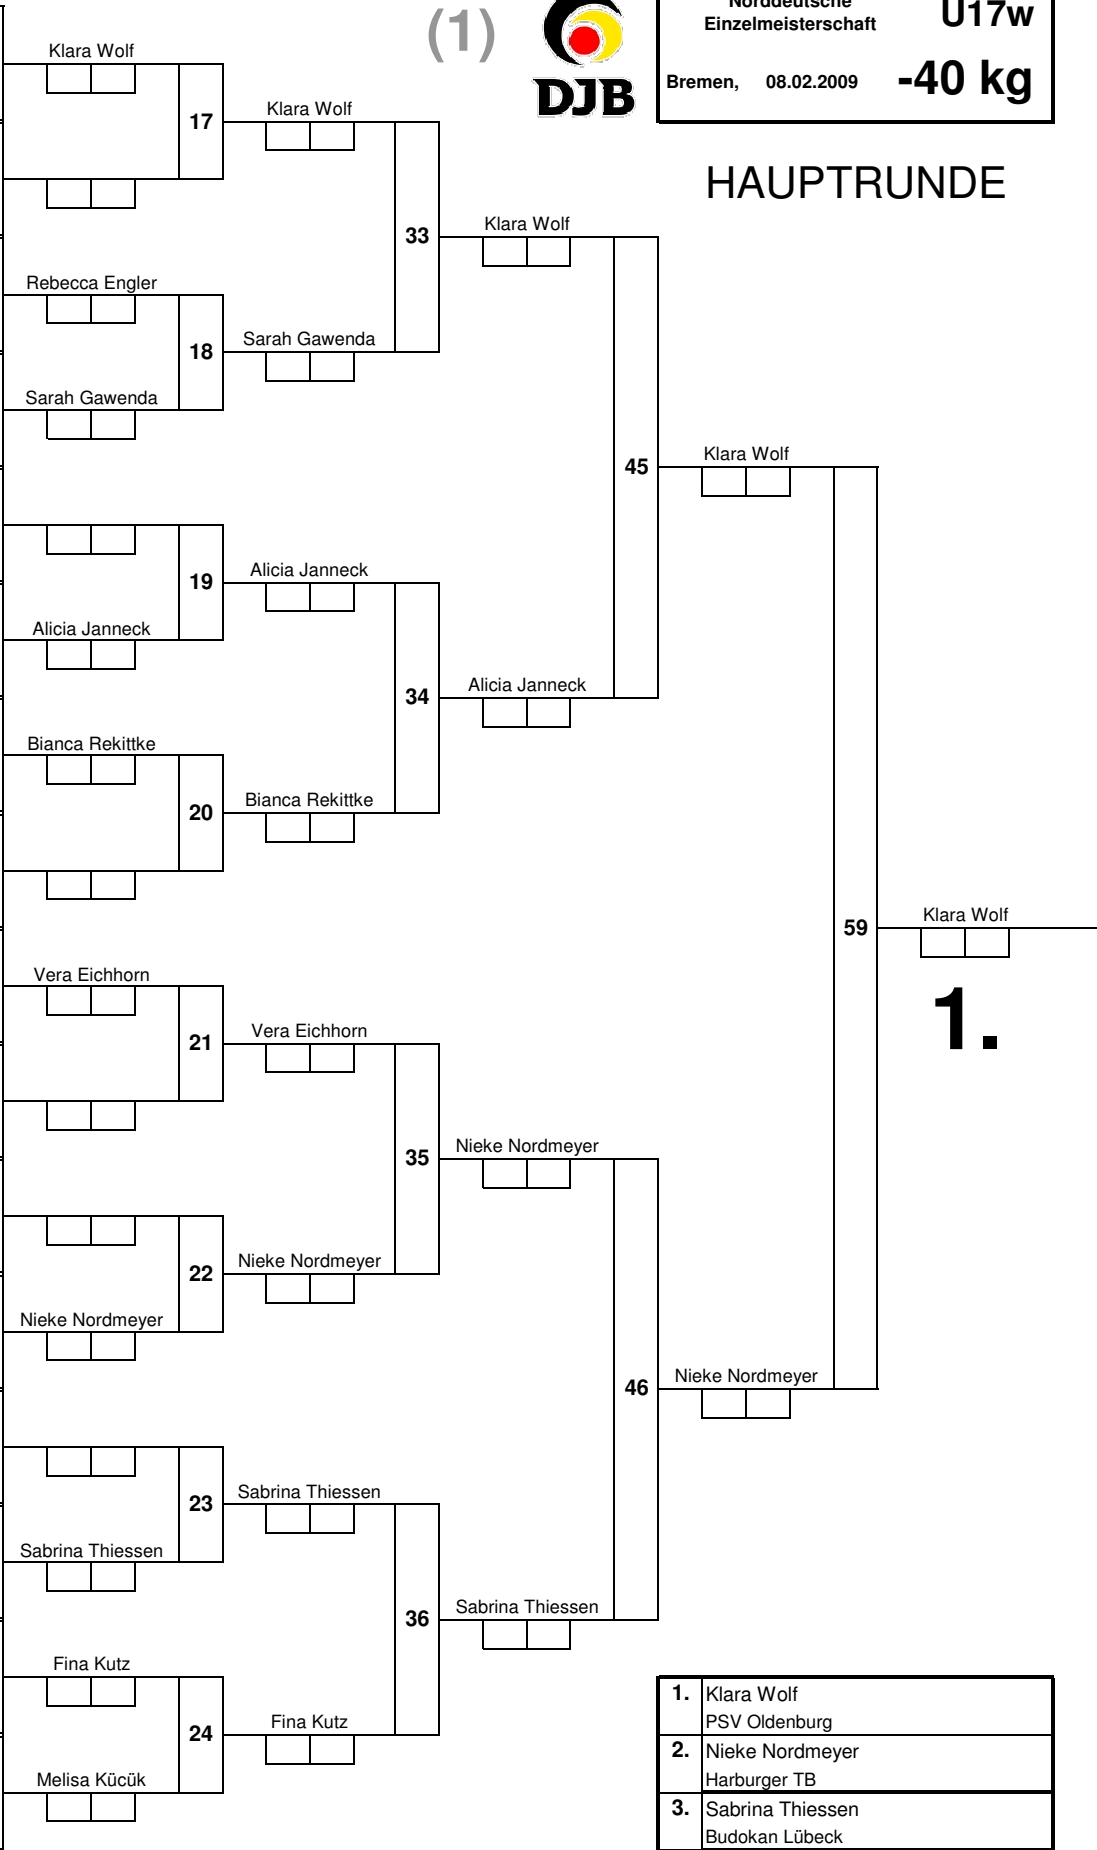 (1)
DJB
Norddeutsche
Einzelmeisterschaft
U17w
Bremen, 08.02.2009
-40 kg
HAUPTRUNDE
Klara Wolf
17
Klara Wolf
33
Klara Wolf
Rebecca Engler
18
Sarah Gawenda
Sarah Gawenda
45
Klara Wolf
19
Alicia Janneck
Alicia Janneck
34
Alicia Janneck
Bianca Rekittke
20
Bianca Rekittke
59
Klara Wolf
1.
Vera Eichhorn
21
Vera Eichhorn
35
Nieke Nordmeyer
22
Nieke Nordmeyer
Nieke Nordmeyer
46
Nieke Nordmeyer
23
Sabrina Thiessen
Sabrina Thiessen
36
Sabrina Thiessen
Fina Kutz
24
Fina Kutz
Melisa Kücük
1. Klara Wolf
PSV Oldenburg
2. Nieke Nordmeyer
Harburger TB
3. Sabrina Thiessen
Budokan Lübeck